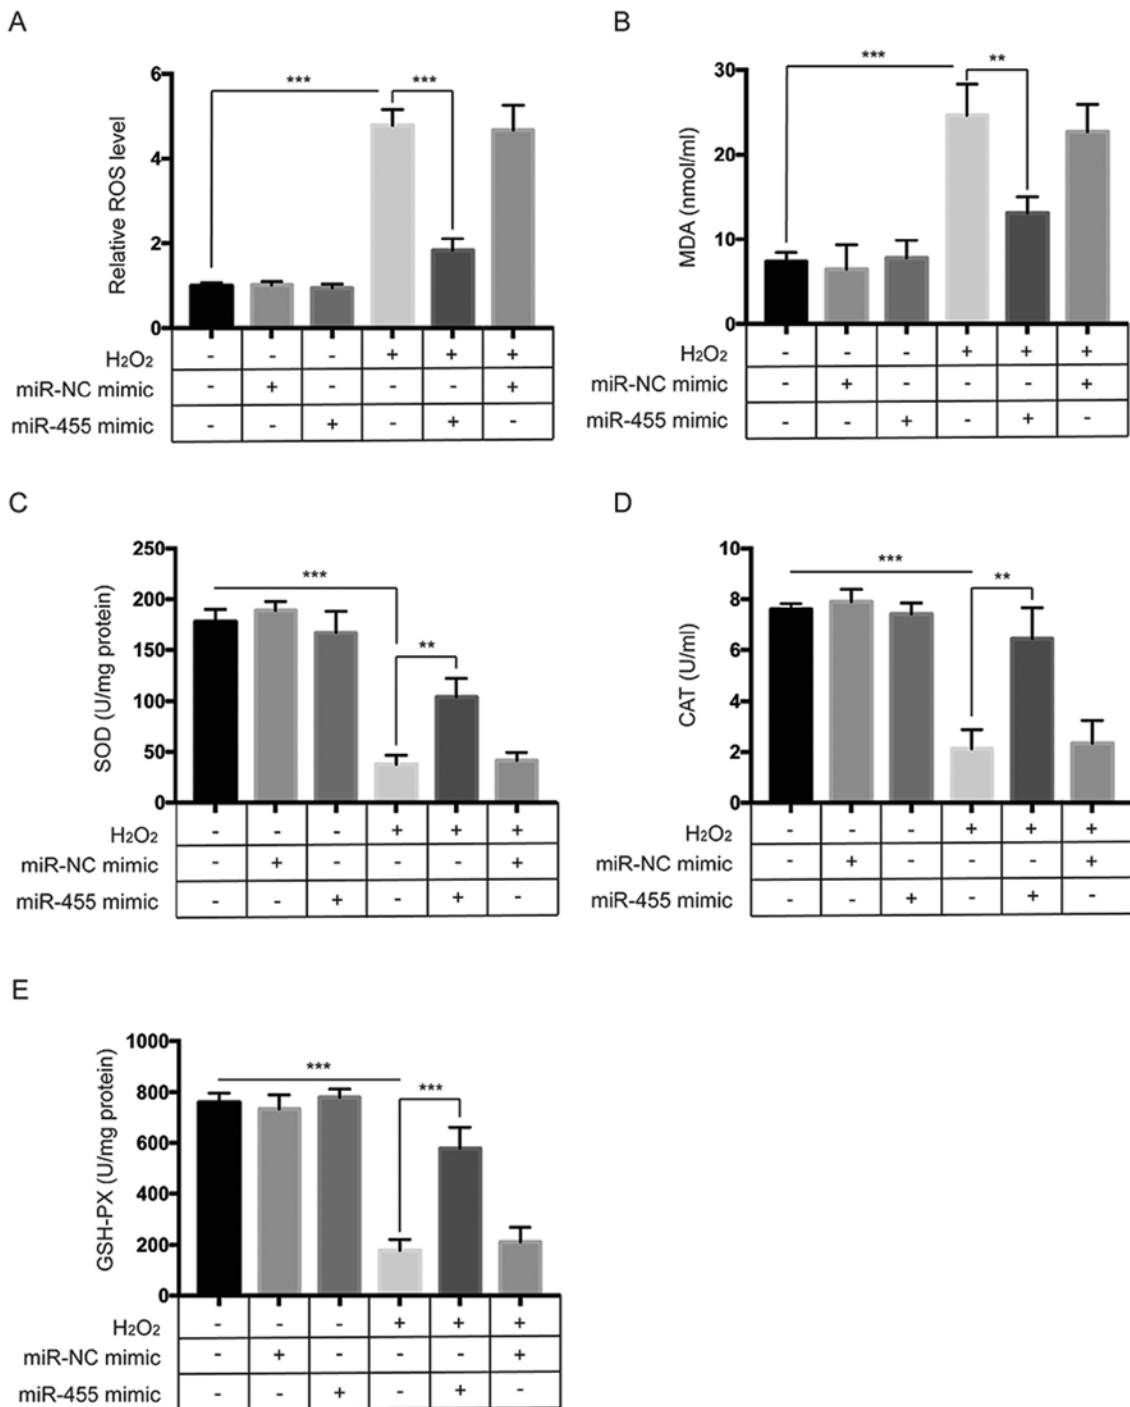 A
Relative ROS level
6
4
2
0
***
***
H₂O₂ - - - + + +
miR-NC mimic - + - - - +
miR-455 mimic - - + - + -
B
MDA (nmol/ml)
30
20
10
0
***
**
H₂O₂ - - - + + +
miR-NC mimic - + - - - +
miR-455 mimic - - + - + -
C
SOD (U/mg protein)
250
200
150
100
50
0
***
**
H₂O₂ - - - + + +
miR-NC mimic - + - - - +
miR-455 mimic - - + - + -
D
CAT (U/ml)
10
8
6
4
2
0
***
**
H₂O₂ - - - + + +
miR-NC mimic - + - - - +
miR-455 mimic - - + - + -
E
GSH-PX (U/mg protein)
1000
800
600
400
200
0
***
***
H₂O₂ - - - + + +
miR-NC mimic - + - - - +
miR-455 mimic - - + - + -